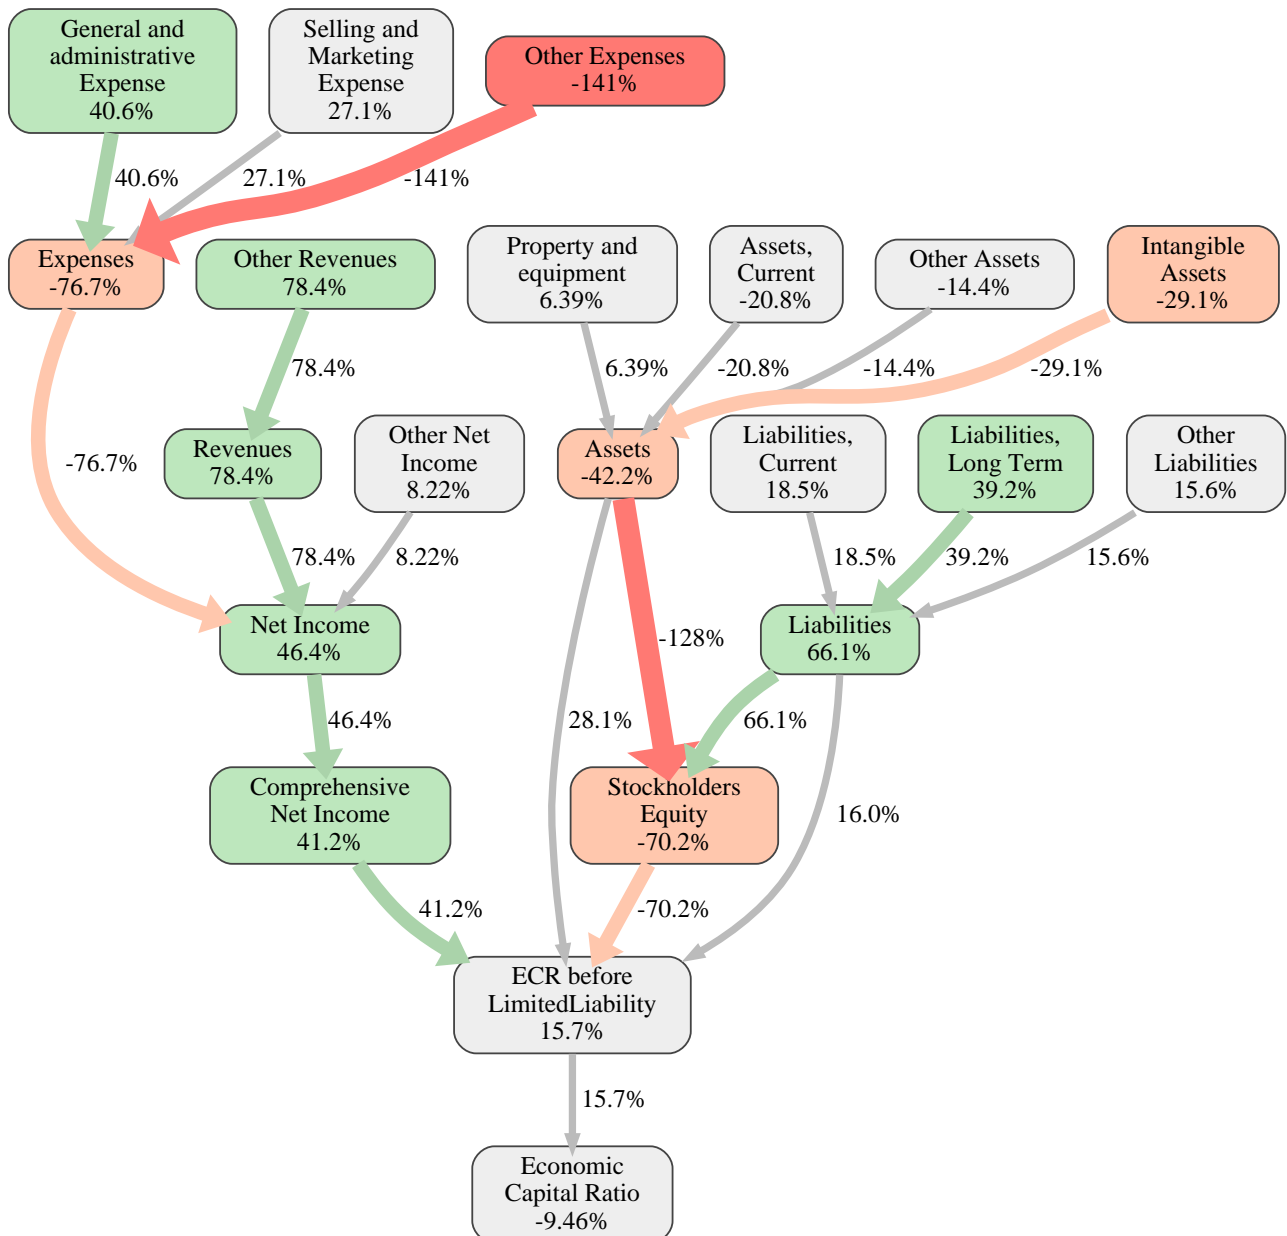 General and
administrative
Expense
40.6%
Selling and
Marketing
Expense
27.1%
Other Expenses
-141%
40.6%
27.1%
-141%
Expenses
-76.7%
Other Revenues
78.4%
Property and
equipment
6.39%
Assets,
Current
-20.8%
Other Assets
-14.4%
Intangible
Assets
-29.1%
78.4%
6.39%
-20.8%
-14.4%
-29.1%
-76.7%
Revenues
78.4%
Other Net
Income
8.22%
Assets
-42.2%
Liabilities,
Current
18.5%
Liabilities,
Long Term
39.2%
Other
Liabilities
15.6%
78.4%
8.22%
18.5%
39.2%
15.6%
Net Income
46.4%
-128%
Liabilities
66.1%
46.4%
28.1%
66.1%
Comprehensive
Net Income
41.2%
Stockholders
Equity
-70.2%
16.0%
41.2%
-70.2%
ECR before
LimitedLiability
15.7%
15.7%
Economic
Capital Ratio
-9.46%